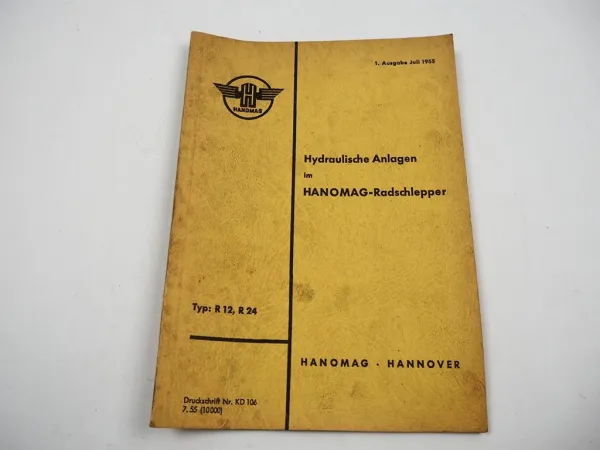 1. Ausgabe Juli 1955
HANOMAG
Hydraulische Anlagen
im
HANOMAG-Radschlepper
Typ: R 12, R 24
HANOMAG · HANNOVER
Druckschrift Nr. KD 106
7. 55 (10000)